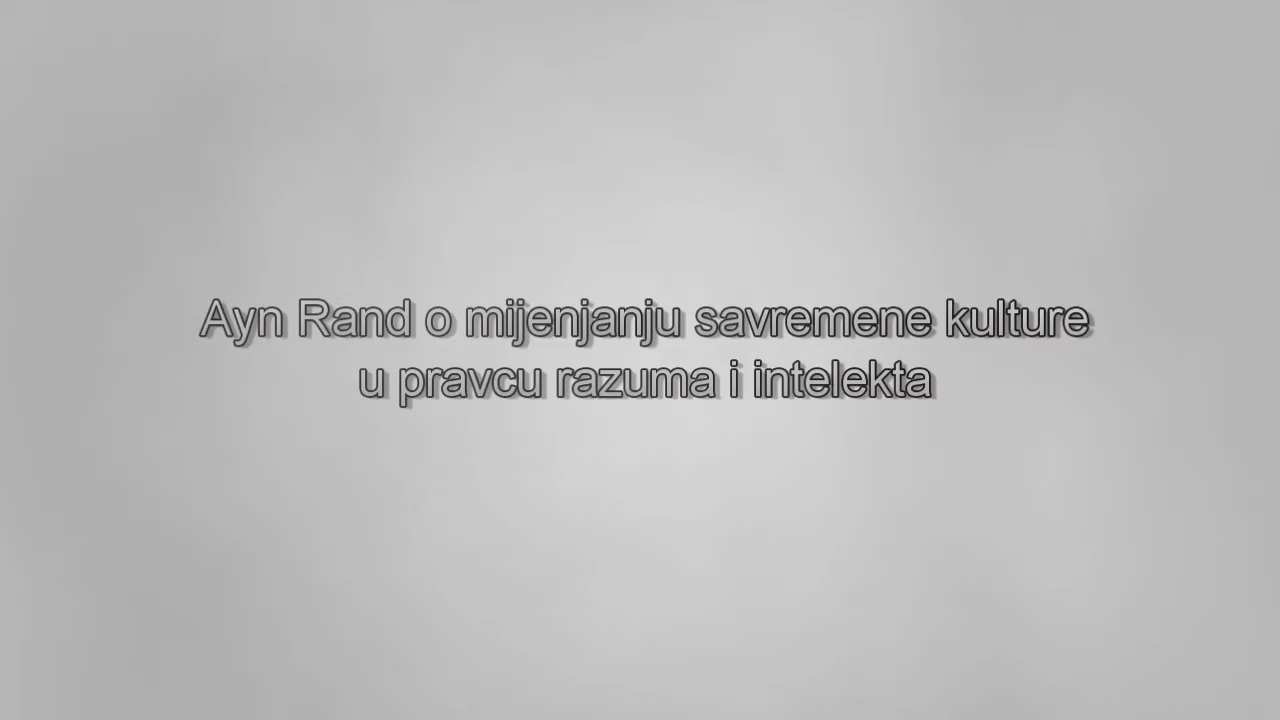 Ayn Rand o mijenjanju savremene kulture
u pravcu razuma i intelekta